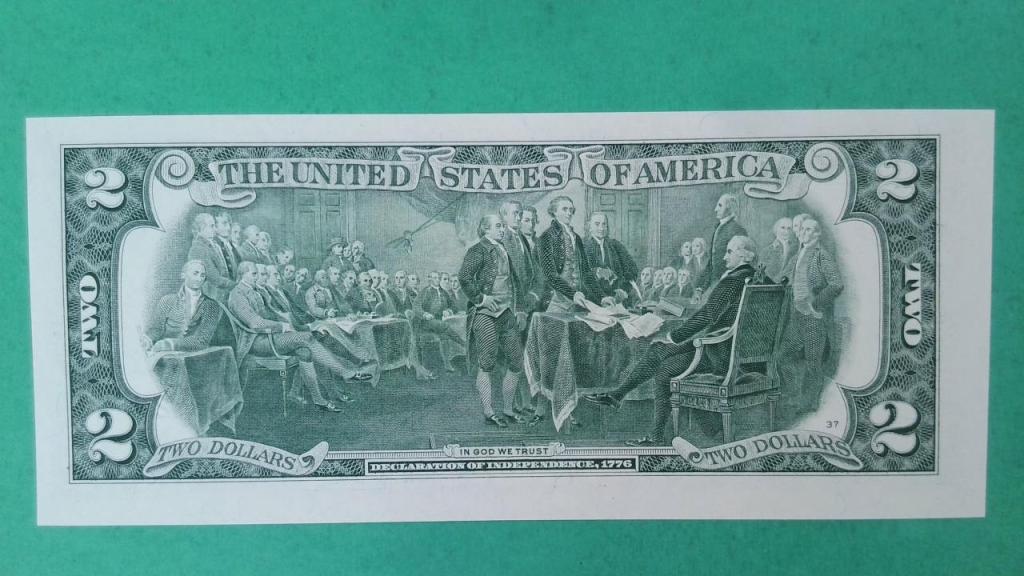 THE UNITED STATES OF AMERICA
2
2
TWO
TWO
37
2
2
TWO DOLLARS
IN GOD WE TRUST
TWO DOLLARS
DECLARATION OF INDEPENDENCE, 1776